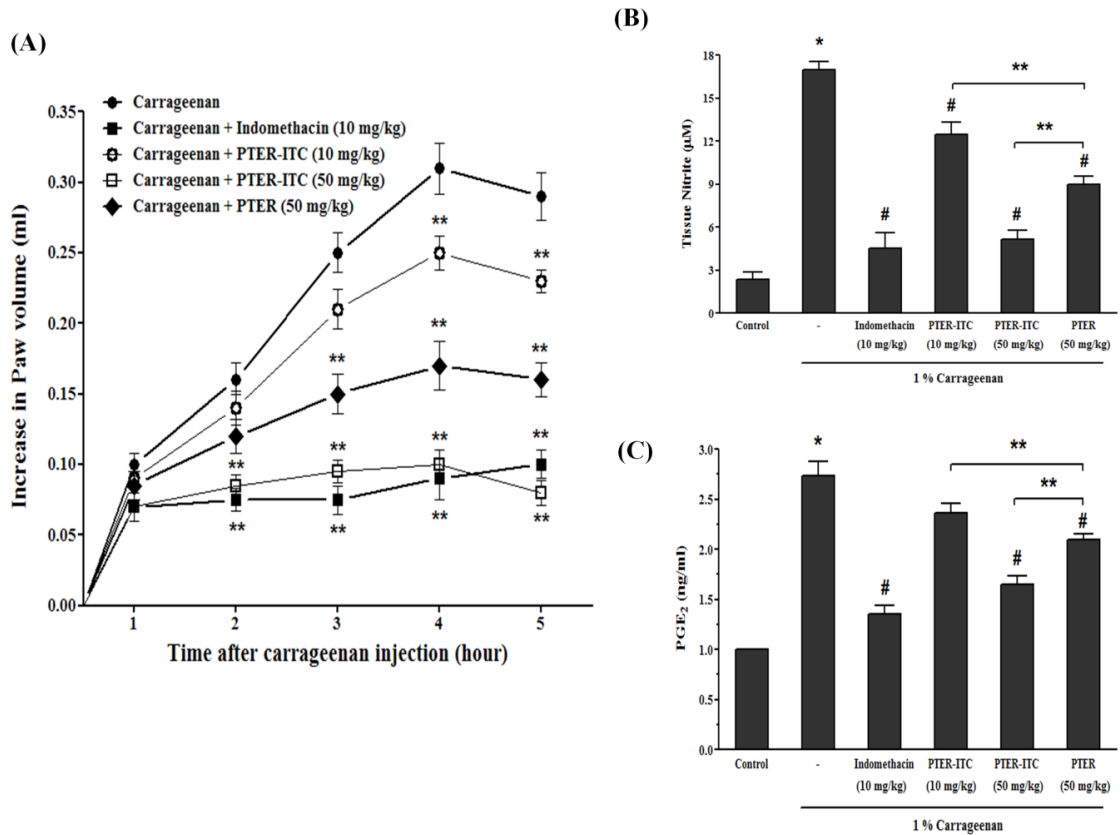 (A)
Carrageenan
Carrageenan + Indomethacin (10 mg/kg)
Carrageenan + PTER-ITC (10 mg/kg)
Carrageenan + PTER-ITC (50 mg/kg)
Carrageenan + PTER (50 mg/kg)
Increase in Paw volume (ml)
0.35
0.30
0.25
0.20
0.15
0.10
0.05
0.00
** **
** ** **
** ** ** **
** ** ** **
1 2 3 4 5
Time after carrageenan injection (hour)
(B)
Tissue Nitrite (µM)
18
15
12
9
6
3
0
* # # # #
**
**
Control - Indomethacin PTER-ITC PTER-ITC PTER
(10 mg/kg) (10 mg/kg) (50 mg/kg) (50 mg/kg)
1 % Carrageenan
(C)
PGE₂ (ng/ml)
3.0
2.5
2.0
1.5
1.0
0.5
0.0
* # # #
**
**
Control - Indomethacin PTER-ITC PTER-ITC PTER
(10 mg/kg) (10 mg/kg) (50 mg/kg) (50 mg/kg)
1 % Carrageenan